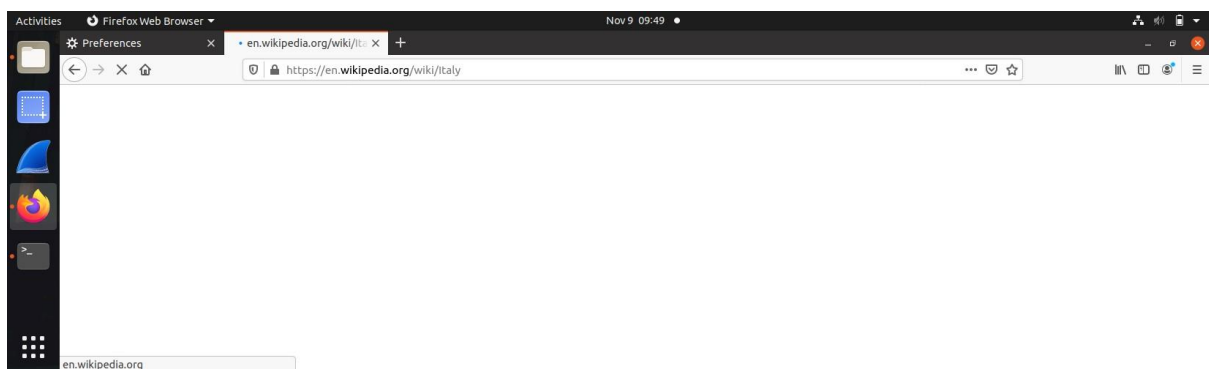 Activities Firefox Web Browser Nov 9 09:49
Preferences en.wikipedia.org/wiki/Ita
https://en.wikipedia.org/wiki/Italy
en.wikipedia.org